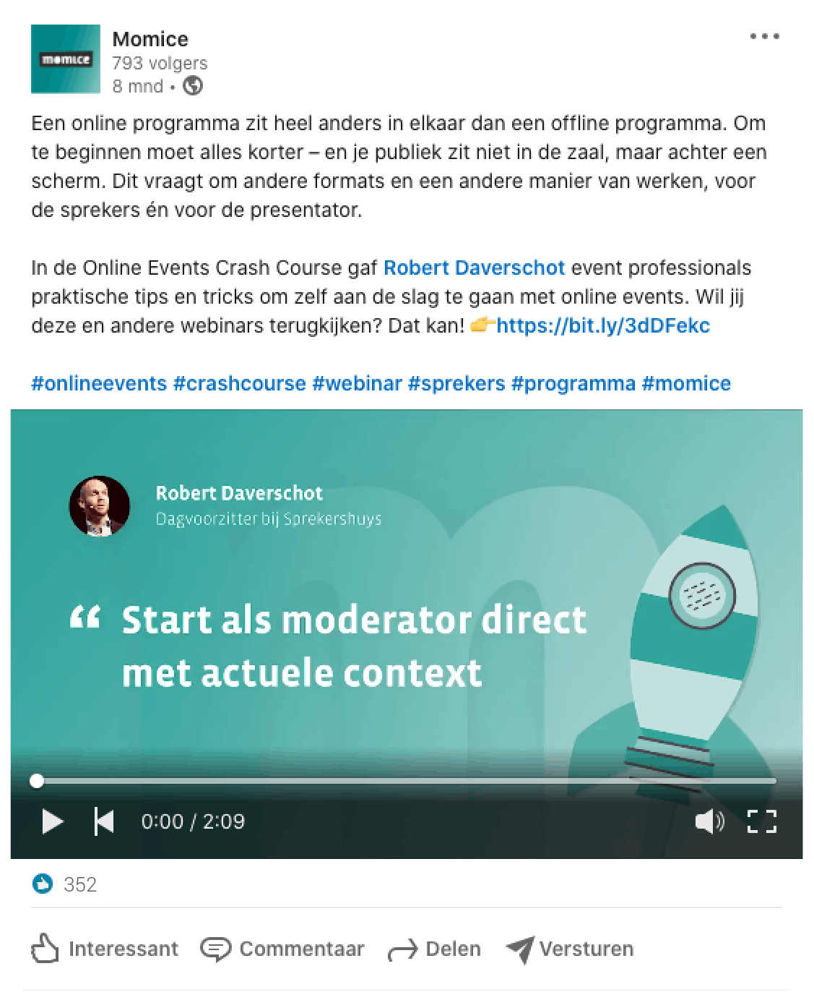 momice
Momice
793 volgers
8 mnd •
Een online programma zit heel anders in elkaar dan een offline programma. Om
te beginnen moet alles korter – en je publiek zit niet in de zaal, maar achter een
scherm. Dit vraagt om andere formats en een andere manier van werken, voor
de sprekers én voor de presentator.
In de Online Events Crash Course gaf Robert Daverschot event professionals
praktische tips en tricks om zelf aan de slag te gaan met online events. Wil jij
deze en andere webinars terugkijken? Dat kan! 👉https://bit.ly/3dDFekc
#onlineevents #crashcourse #webinar #sprekers #programma #momice
Robert Daverschot
Dagvoorzitter bij Sprekershuys
“ Start als moderator direct
met actuele context
0:00 / 2:09
352
Interessant Commentaar Delen Versturen